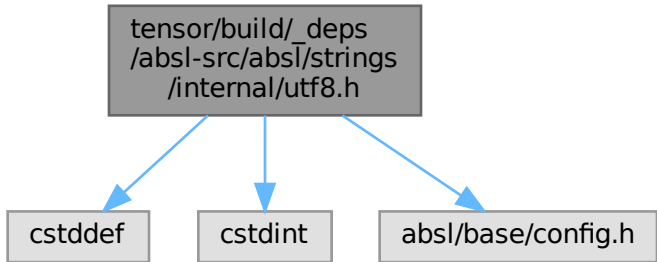 tensor/build/_deps
/absl-src/absl/strings
/internal/utf8.h
cstddef
cstdint
absl/base/config.h